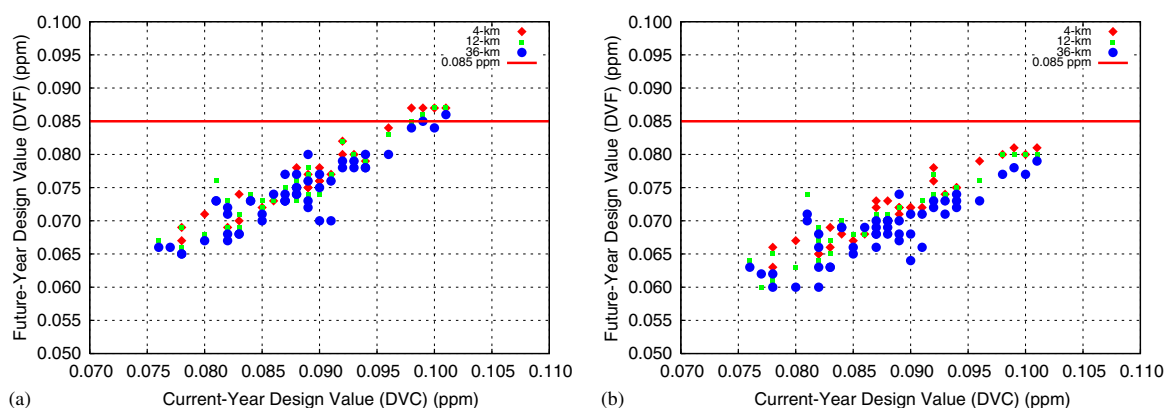 0.100
0.095
0.090
0.085
0.080
0.075
0.070
0.065
0.060
0.055
0.050
Future-Year Design Value (DVF) (ppm)
4-km
12-km
36-km
0.085 ppm
0.070 0.075 0.080 0.085 0.090 0.095 0.100 0.105 0.110
(a) Current-Year Design Value (DVC) (ppm)
0.100
0.095
0.090
0.085
0.080
0.075
0.070
0.065
0.060
0.055
0.050
Future-Year Design Value (DVF) (ppm)
4-km
12-km
36-km
0.085 ppm
0.070 0.075 0.080 0.085 0.090 0.095 0.100 0.105 0.110
(b) Current-Year Design Value (DVC) (ppm)